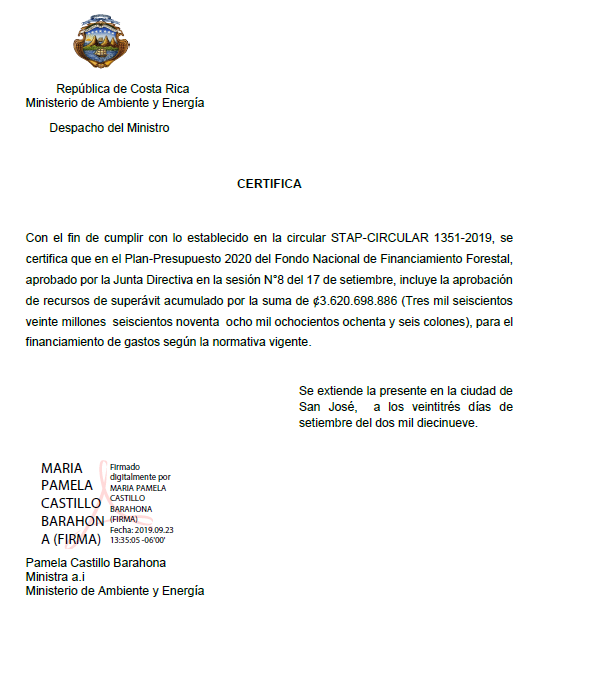 República de Costa Rica
Ministerio de Ambiente y Energía
Despacho del Ministro
CERTIFICA
Con el fin de cumplir con lo establecido en la circular STAP-CIRCULAR 1351-2019, se
certifica que en el Plan-Presupuesto 2020 del Fondo Nacional de Financiamiento Forestal,
aprobado por la Junta Directiva en la sesión N°8 del 17 de setiembre, incluye la aprobación
de recursos de superávit acumulado por la suma de ¢3.620.698.886 (Tres mil seiscientos
veinte millones seiscientos noventa ocho mil ochocientos ochenta y seis colones), para el
financiamiento de gastos según la normativa vigente.
Se extiende la presente en la ciudad de
San José, a los veintitrés días de
setiembre del dos mil diecinueve.
MARIA
PAMELA
CASTILLO
BARAHON
A (FIRMA)
Firmado
digitalmente por
MARIA PAMELA
CASTILLO
BARAHONA
(FIRMA)
Fecha: 2019.09.23
13:35:05 -06'00'
Pamela Castillo Barahona
Ministra a.i
Ministerio de Ambiente y Energía